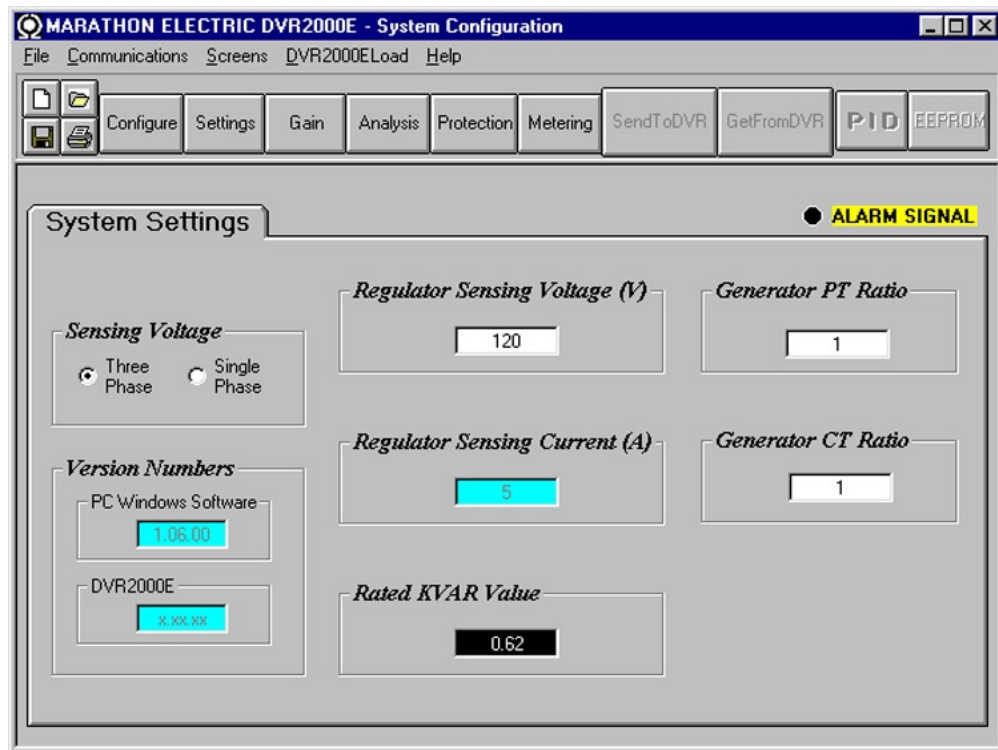 MARATHON ELECTRIC DVR2000E - System Configuration
File Communications Screens DVR2000ELoad Help
Configure Settings Gain Analysis Protection Metering SendToDVR GetFromDVR PID EEPROM
System Settings
ALARM SIGNAL
Sensing Voltage
Three Phase
Single Phase
Version Numbers
PC Windows Software
1.06.00
DVR2000E
x.xx.xx
Regulator Sensing Voltage (V)
120
Regulator Sensing Current (A)
5
Rated KVAR Value
0.62
Generator PT Ratio
1
Generator CT Ratio
1